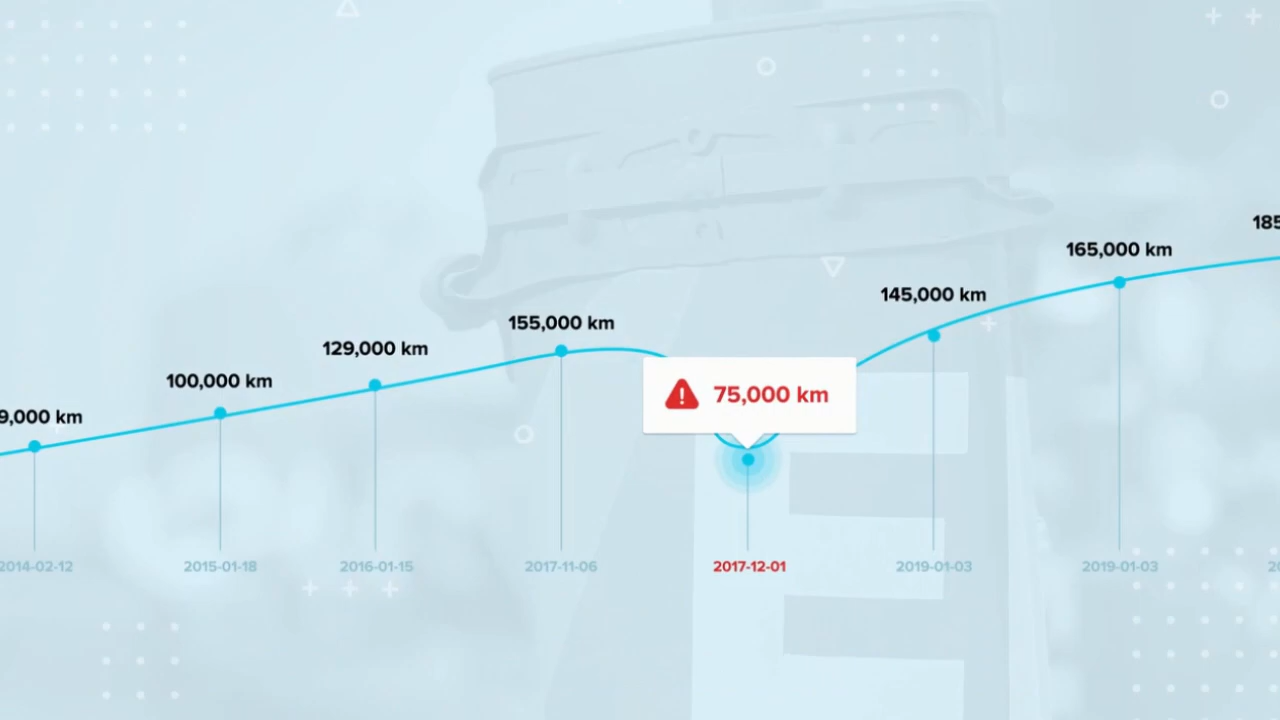 185
165,000 km
145,000 km
155,000 km
129,000 km
100,000 km
75,000 km
9,000 km
2014-02-12
2015-01-18
2016-01-15
2017-11-06
2017-12-01
2019-01-03
2019-01-03
20